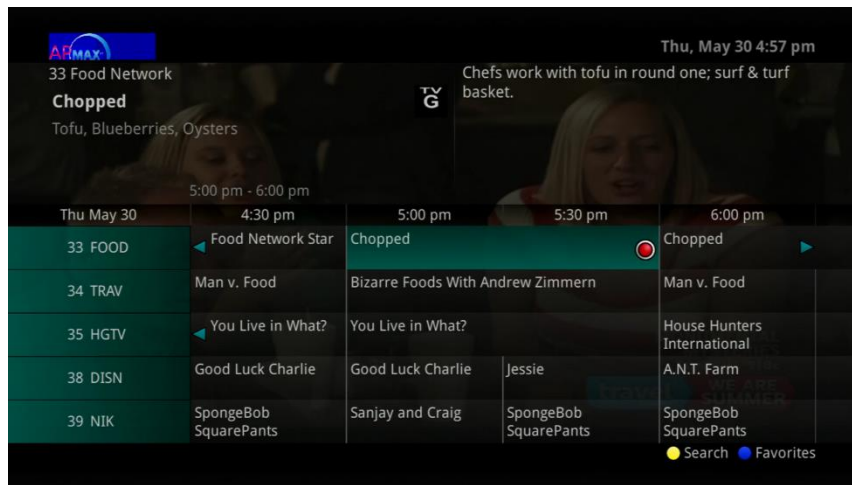 APMAX
Thu, May 30 4:57 pm
33 Food Network
Chopped
Tofu, Blueberries, Oysters
TV
G
Chefs work with tofu in round one; surf & turf
basket.
5:00 pm - 6:00 pm
Thu May 30 4:30 pm 5:00 pm 5:30 pm 6:00 pm
33 FOOD Food Network Star Chopped Chopped
34 TRAV Man v. Food Bizarre Foods With Andrew Zimmern Man v. Food
35 HGTV You Live in What? You Live in What? House Hunters
International
38 DISN Good Luck Charlie Good Luck Charlie Jessie A.N.T. Farm
travel WE ARE
SUMMER
39 NIK SpongeBob
SquarePants Sanjay and Craig SpongeBob
SquarePants SpongeBob
SquarePants
Search Favorites